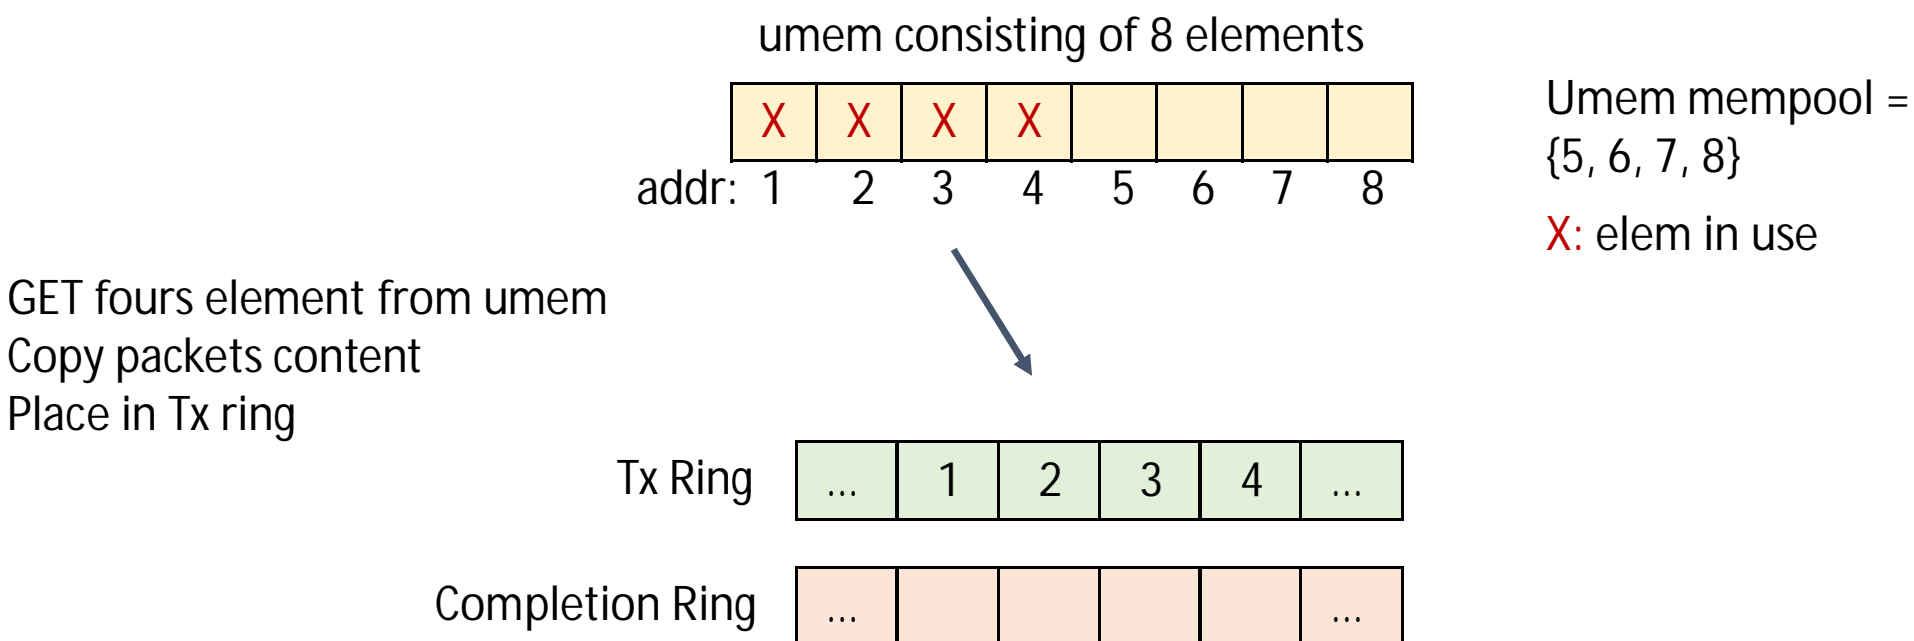 umem consisting of 8 elements
X X X X
addr: 1 2 3 4 5 6 7 8
Umem mempool =
{5, 6, 7, 8}
X: elem in use
GET fours element from umem
Copy packets content
Place in Tx ring
Tx Ring ... 1 2 3 4 ...
Completion Ring ... ...